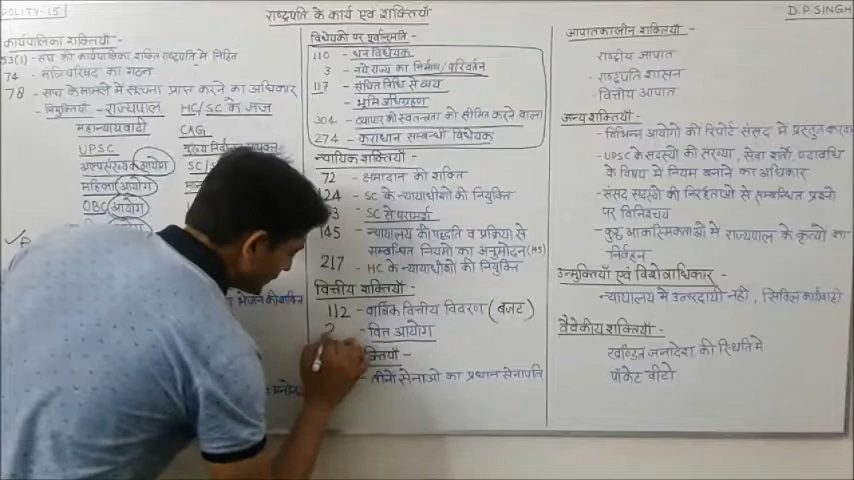 POLITY-15
राष्ट्रपति के कार्य एवं शक्तियाँ
D.P. SINGH
कार्यपालिका शक्तियाँ -
53(1) - संघ की कार्यपालिका शक्ति राष्ट्रपति में निहित
74 - मंत्रिपरिषद का गठन
78 - संघ के मामले में सूचना प्राप्त करने का अधिकार
- नियुक्तियाँ - राज्यपाल HC/SC के जज
महान्यायवादी CAG
UPSC मुख्य निर्वाचन
अल्पसंख्यक आयोग SC/
महिला आयोग
OBC आयोग
विधेयकों पर पूर्वानुमति -
110 - धन विधेयक
3 - नये राज्य का निर्माण/परिवर्तन
117 - संचित निधि से व्यय
- भूमि अधिग्रहण
304 - व्यापार की स्वतन्त्रता को सीमित करने वाला
274 - कराधान सम्बन्धी विधेयक
न्यायिक शक्तियाँ -
72 - क्षमादान की शक्ति
124 - SC के न्यायाधीशों की नियुक्ति
3 - SC से परामर्श
145 - न्यायालय की पद्धति व प्रक्रिया से
सम्बंधित नियमों का अनुमोदन
217 - HC के न्यायाधीशों की नियुक्ति
वित्तीय शक्तियाँ -
112 - वार्षिक वित्तीय विवरण (बजट)
2 - वित्त आयोग
क्तियाँ -
- तीनों सेनाओं का प्रधान सेनापति
आपातकालीन शक्तियाँ -
राष्ट्रीय आपात
- राष्ट्रपति शासन
- वित्तीय आपात
अन्य शक्तियाँ -
- विभिन्न आयोगों की रिपोर्ट संसद में प्रस्तुत करवा
- UPSC के सदस्यों की संख्या, सेवा शर्तों, पदावधि
के विषय में नियम बनाने का अधिकार
- संसद सदस्यों की निरर्हताओं से सम्बन्धित प्रश्नों
पर विनिश्चय
- कुछ आकस्मिकताओं में राज्यपाल के कृत्यों का
निर्वहन
उन्मुक्तियाँ एवं विशेषाधिकार -
न्यायालय में उत्तरदायी नहीं, सिविल कार्यवाही
वैवेकीय शक्तियाँ -
खण्डित जनादेश की स्थिति में
पॉकेट वीटो